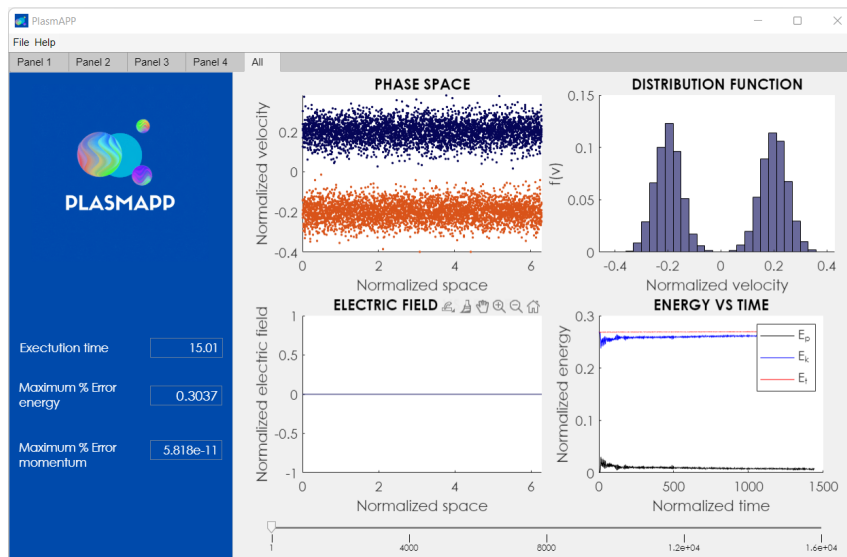 PlasmAPP
File Help
Panel 1 Panel 2 Panel 3 Panel 4 All
PLASMAPP
Exectution time 15.01
Maximum % Error
energy
0.3037
Maximum % Error
momentum
5.818e-11
PHASE SPACE
Normalized velocity
0.2
0
-0.2
-0.4
0 2 4 6
Normalized space
DISTRIBUTION FUNCTION
f(v)
0.15
0.1
0.05
0
-0.4 -0.2 0 0.2 0.4
Normalized velocity
ELECTRIC FIELD
Normalized electric field
1
0.5
0
-0.5
-1
0 2 4 6
Normalized space
ENERGY VS TIME
Normalized energy
0.3
0.2
0.1
0
E_p
E_k
E_t
0 500 1000 1500
Normalized time
1 4000 8000 1.2e+04 1.6e+04